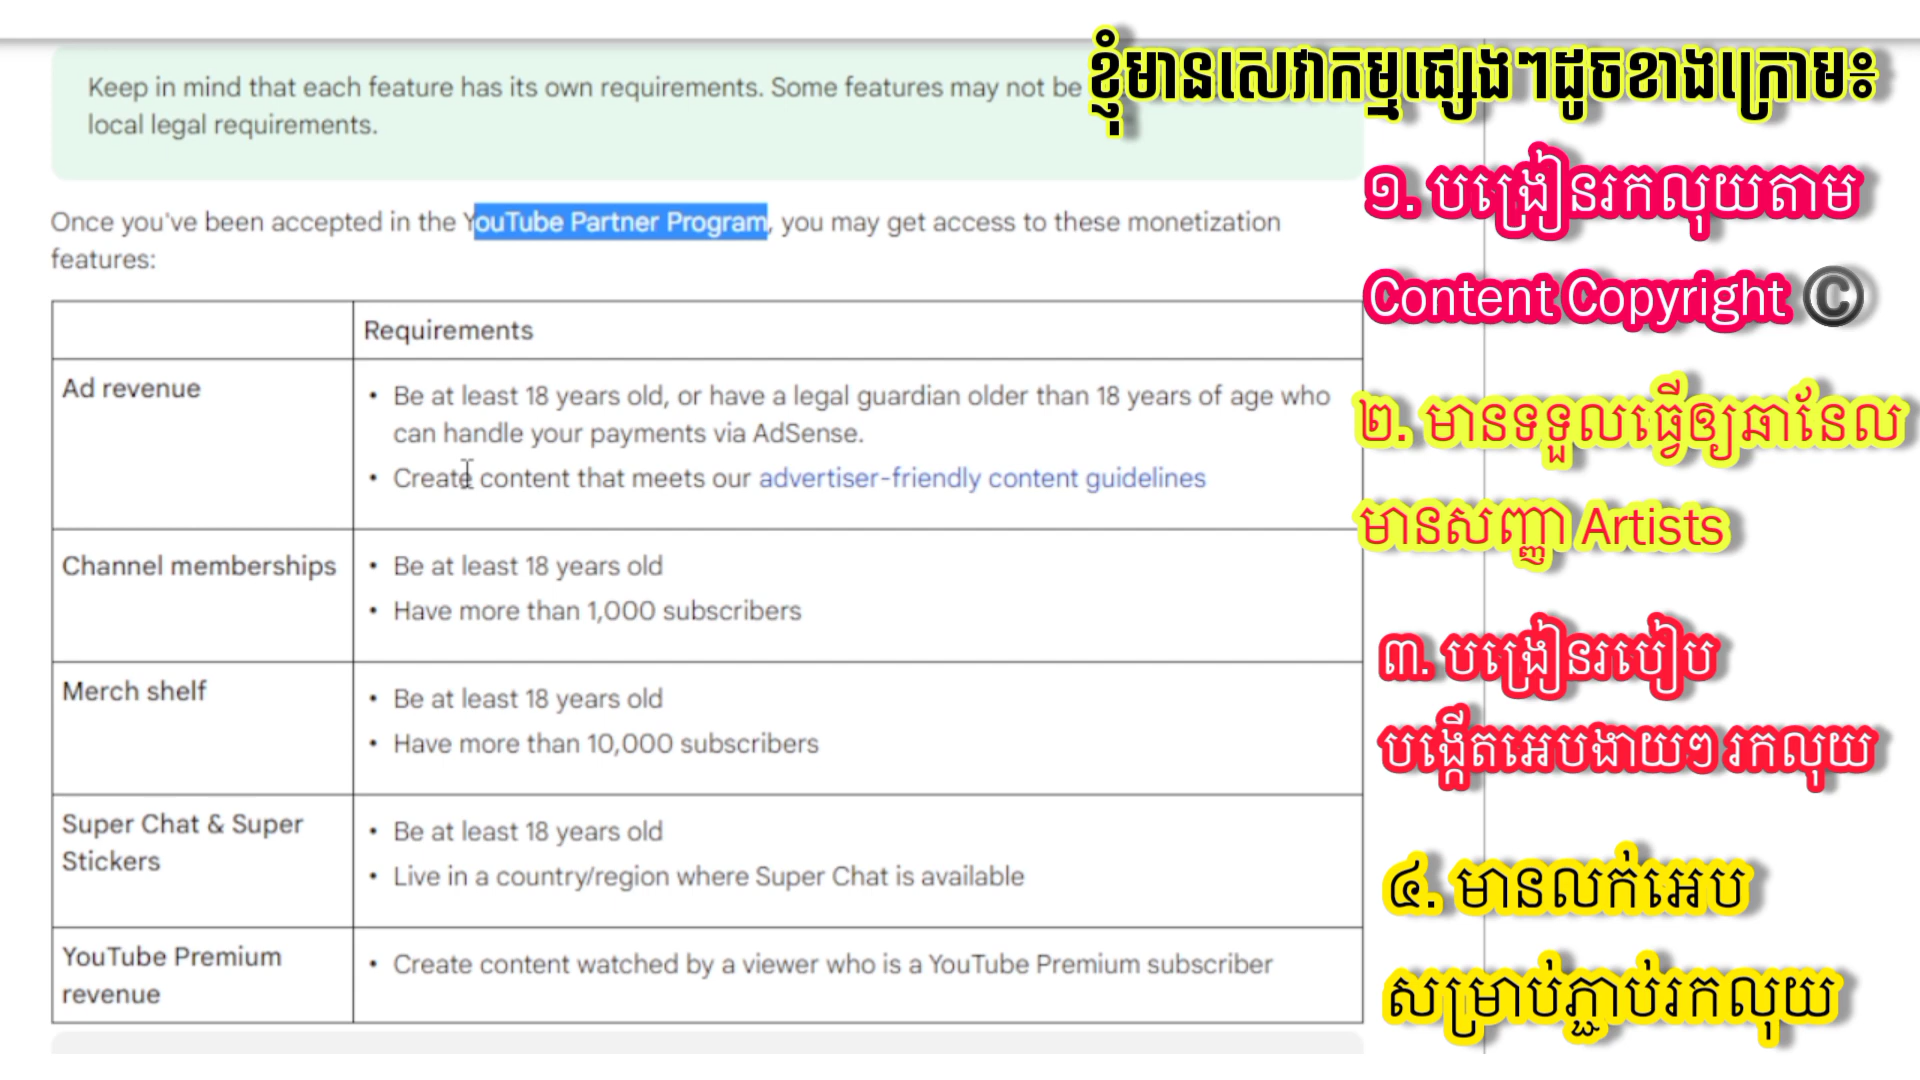 Keep in mind that each feature has its own requirements. Some features may not be
local legal requirements.
Once you've been accepted in the YouTube Partner Program, you may get access to these monetization
features:
Requirements
Ad revenue
• Be at least 18 years old, or have a legal guardian older than 18 years of age who
can handle your payments via AdSense.
• Create content that meets our advertiser-friendly content guidelines
Channel memberships
• Be at least 18 years old
• Have more than 1,000 subscribers
Merch shelf
• Be at least 18 years old
• Have more than 10,000 subscribers
Super Chat & Super
Stickers
• Be at least 18 years old
• Live in a country/region where Super Chat is available
YouTube Premium
revenue
• Create content watched by a viewer who is a YouTube Premium subscriber
ខ្ញុំមានសេវាកម្មផ្សេងៗដូចខាងក្រោម៖
១. បង្រៀនរកលុយតាម
Content Copyright ©
២. មានទទួលធ្វើឲ្យឆានែល
មានសញ្ញា Artists
៣. បង្រៀនរបៀប
បង្កើតអេបងាយៗ រកលុយ
៤. មានលក់អេប
សម្រាប់ភ្ជាប់រកលុយ